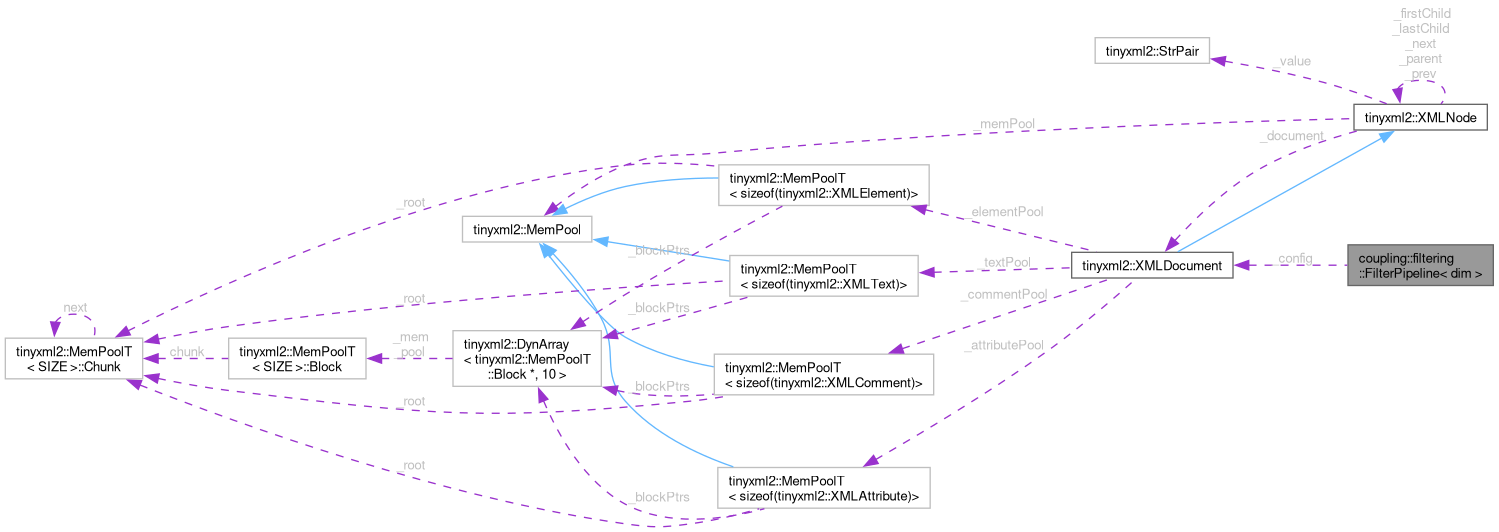 _firstChild
_lastChild
_next
_parent
_prev
tinyxml2::StrPair
_value
tinyxml2::XMLNode
_memPool
_document
tinyxml2::MemPoolT
< sizeof(tinyxml2::XMLElement)>
_root
_elementPool
tinyxml2::MemPool
_blockPtrs
tinyxml2::XMLDocument
_config
coupling::filtering
::FilterPipeline< dim >
_textPool
tinyxml2::MemPoolT
< sizeof(tinyxml2::XMLText)>
_root
_blockPtrs
_commentPool
next
tinyxml2::MemPoolT
< SIZE >::Chunk
chunk
tinyxml2::MemPoolT
< SIZE >::Block
_mem
_pool
tinyxml2::DynArray
< tinyxml2::MemPoolT
::Block *, 10 >
_attributePool
tinyxml2::MemPoolT
< sizeof(tinyxml2::XMLComment)>
_blockPtrs
_root
_root
tinyxml2::MemPoolT
< sizeof(tinyxml2::XMLAttribute)>
_blockPtrs